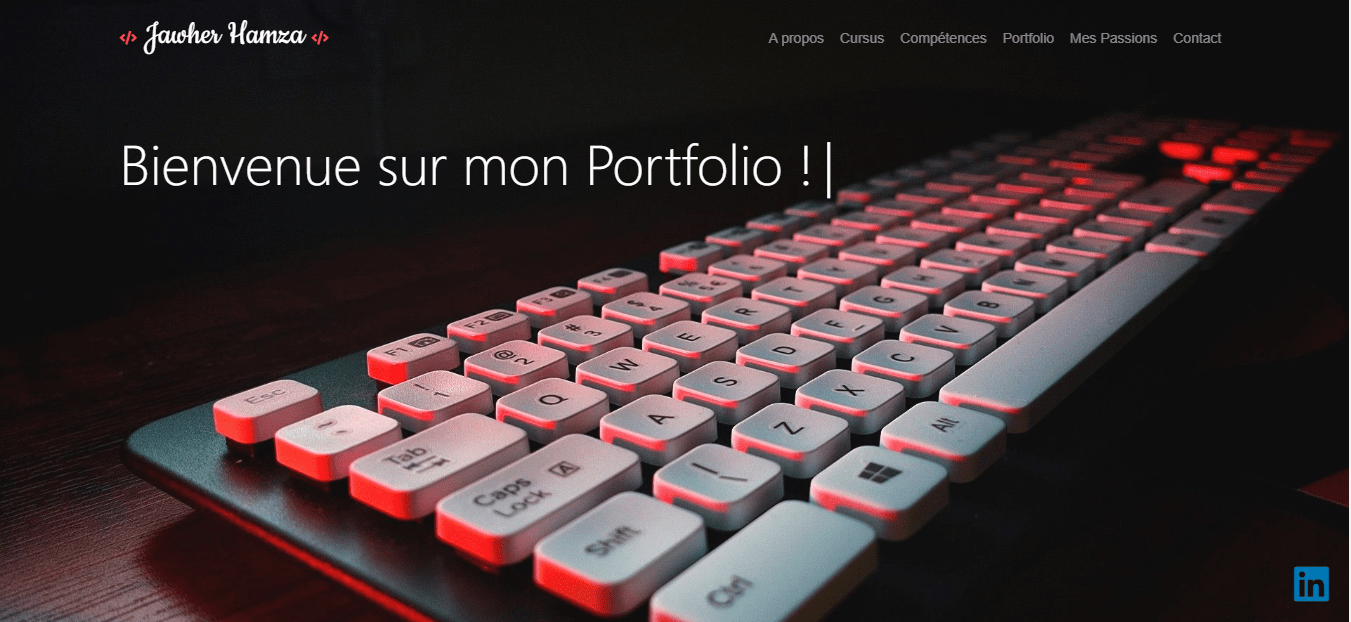 </> Jawher Hamza </>
A propos Cursus Compétences Portfolio Mes Passions Contact
Bienvenue sur mon Portfolio !|
F4
F3
F2
F1
Esc
$ 4
# 3
@ 2
! 1
% 5 €
T
R
E
W
Q
Tab
H
G
F
D
S
A
Caps Lock
B
V
C
X
Z
Shift
Alt
Ctrl
in